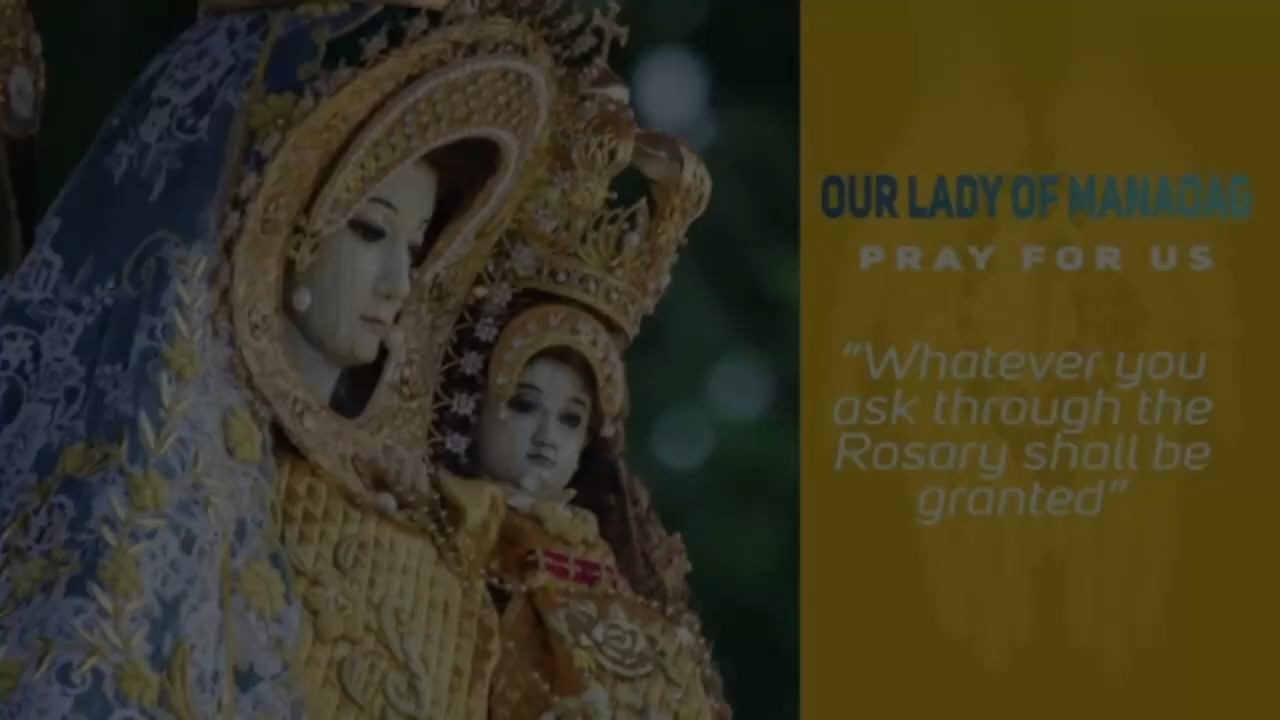 OUR LADY OF MANAOAG
PRAY FOR US
“Whatever you
ask through the
Rosary shall be
granted”